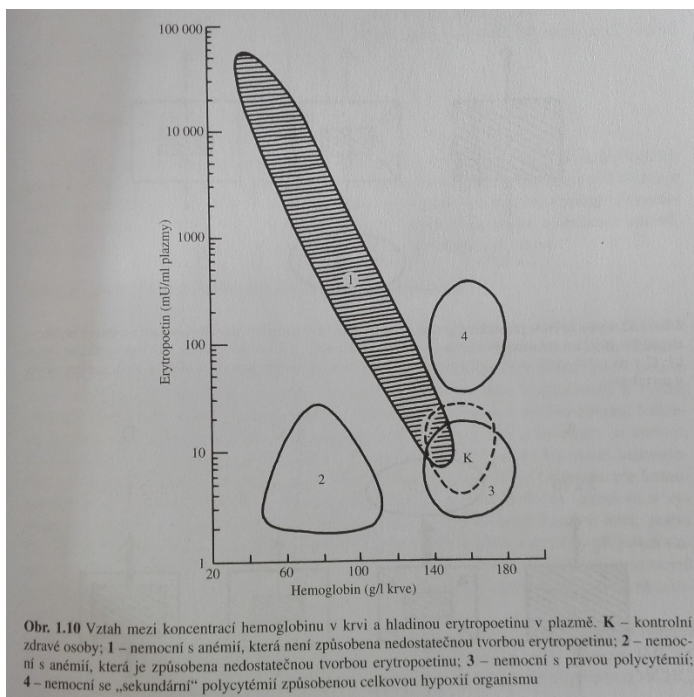 100 000
10 000
1000
100
10
1
Erytropoetin (mU/ml plazmy)
1
2
3
4
K
20
60
100
140
180
Hemoglobin (g/l krve)
Obr. 1.10 Vztah mezi koncentrací hemoglobinu v krvi a hladinou erytropoetinu v plazmě. K – kontrolní
zdravé osoby; 1 – nemocní s anémií, která není způsobena nedostatečnou tvorbou erytropoetinu; 2 – nemoc-
ní s anémií, která je způsobena nedostatečnou tvorbou erytropoetinu; 3 – nemocní s pravou polycytémií;
4 – nemocní se „sekundární“ polycytémií způsobenou celkovou hypoxií organismu